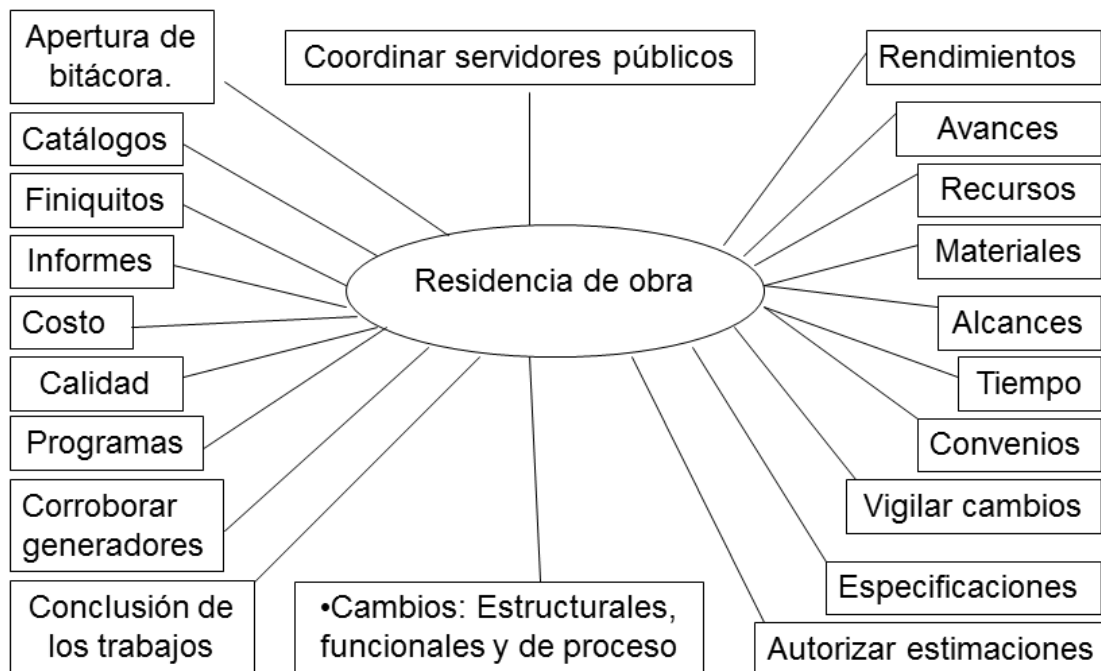 Apertura de
bitácora.
Coordinar servidores públicos
Rendimientos
Catálogos
Avances
Finiquitos
Recursos
Informes
Materiales
Residencia de obra
Costo
Alcances
Calidad
Tiempo
Programas
Convenios
Corroborar
generadores
Vigilar cambios
Conclusión de
los trabajos
•Cambios: Estructurales,
funcionales y de proceso
Especificaciones
Autorizar estimaciones